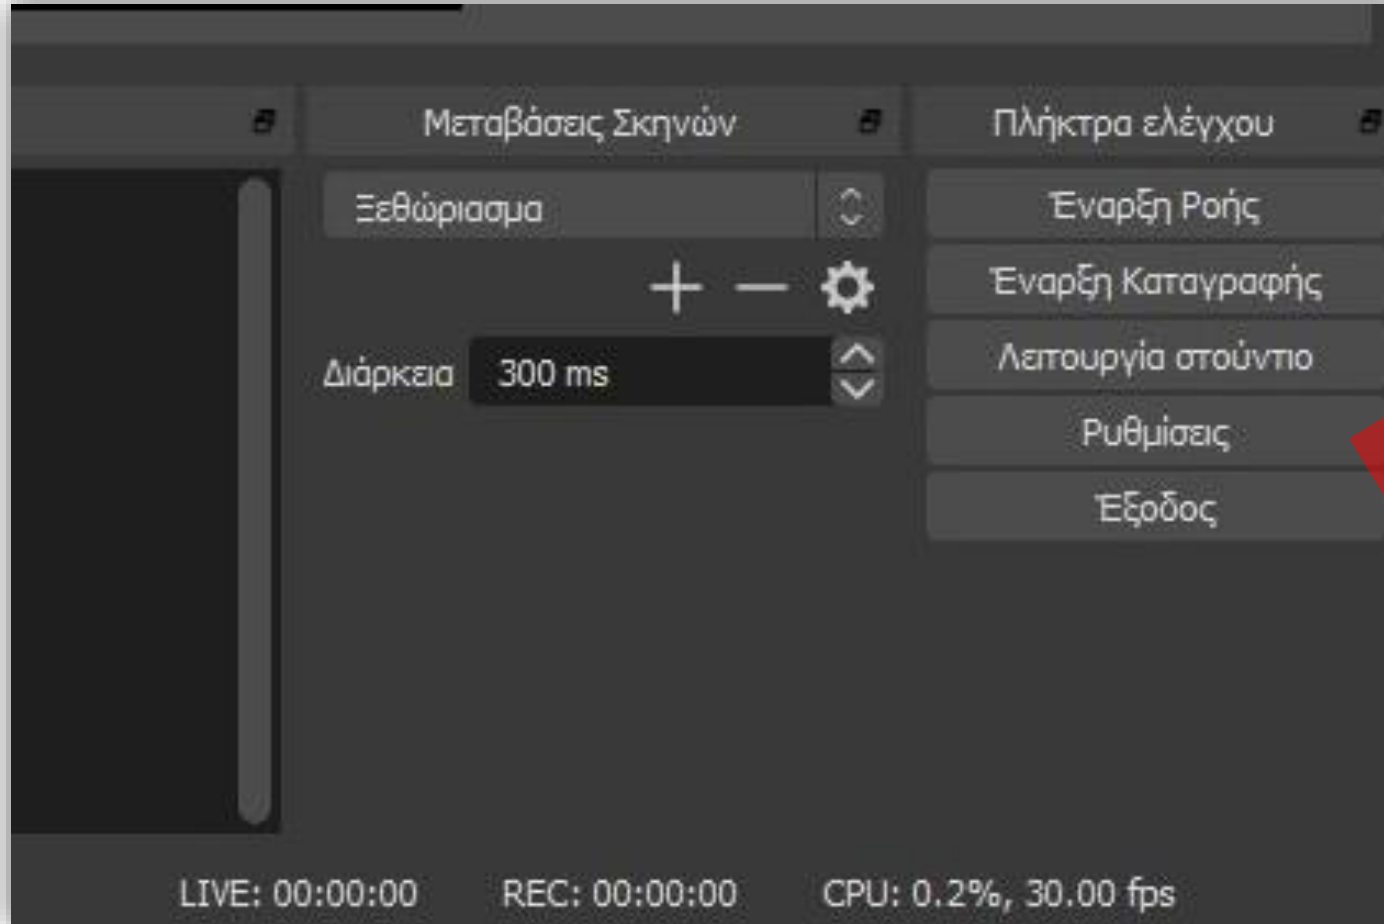 Μεταβάσεις Σκηνών
Ξεθώριασμα
Διάρκεια 300 ms
Πλήκτρα ελέγχου
Έναρξη Ροής
Έναρξη Καταγραφής
Λειτουργία στούντιο
Ρυθμίσεις
Έξοδος
LIVE: 00:00:00 REC: 00:00:00 CPU: 0.2%, 30.00 fps